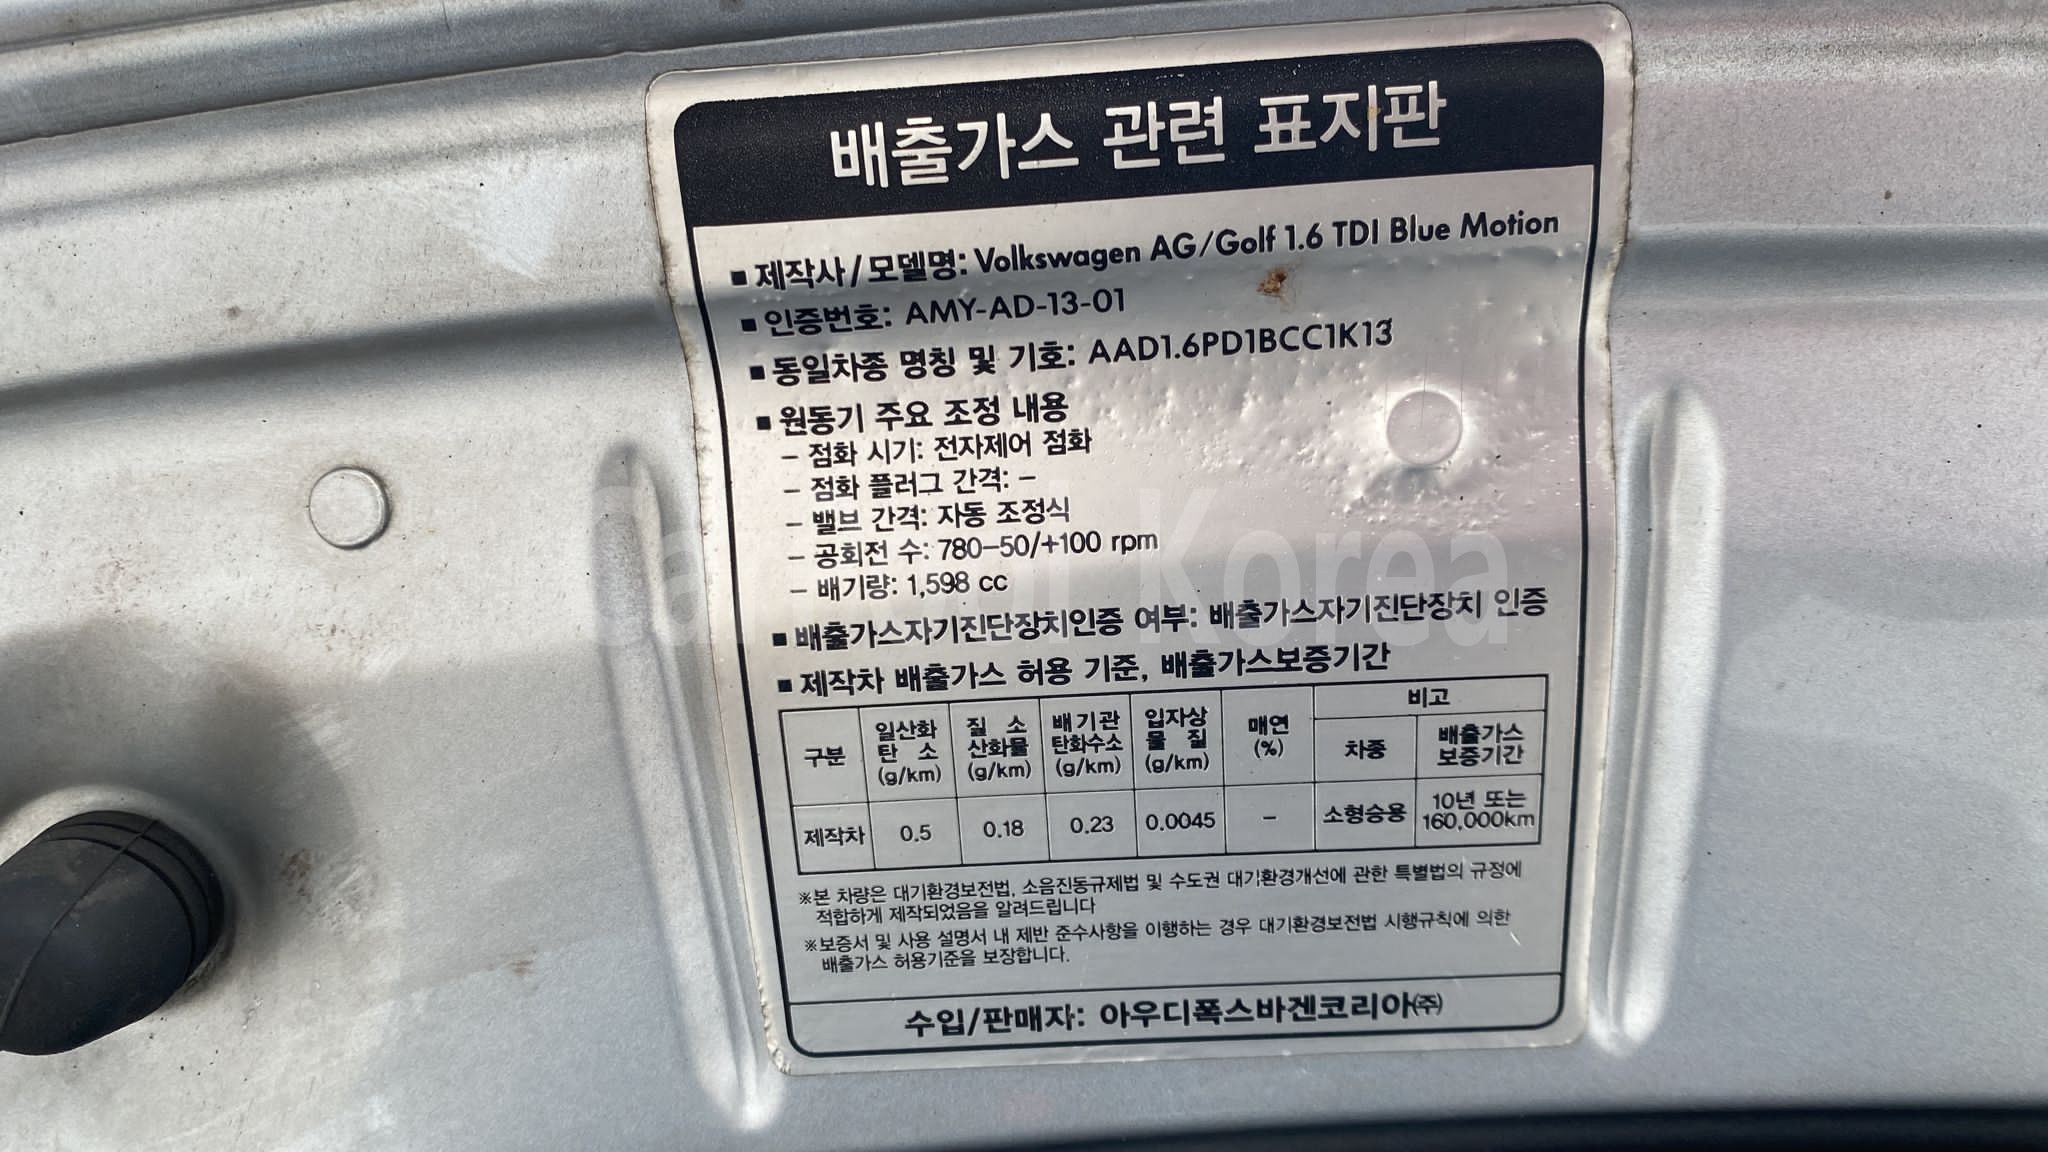 배출가스 관련 표지판
■ 제작사/모델명: Volkswagen AG/Golf 1.6 TDI Blue Motion
■ 인증번호: AMY-AD-13-01
■ 동일차종 명칭 및 기호: AAD1.6PD1BCC1K13
■ 원동기 주요 조정 내용
- 점화 시기: 전자제어 점화
- 점화 플러그 간격: -
- 밸브 간격: 자동 조정식
- 공회전 수: 780-50/+100 rpm
- 배기량: 1,598 cc
■ 배출가스자기진단장치인증 여부: 배출가스자기진단장치 인증
■ 제작차 배출가스 허용 기준, 배출가스보증기간
구분 일산화탄소 (g/km) 질소산화물 (g/km) 배기관탄화수소 (g/km) 입자상물질 (g/km) 매연 (%) 비고
차종 배출가스 보증기간
제작차 0.5 0.18 0.23 0.0045 - 소형승용 10년 또는 160,000km
※본 차량은 대기환경보전법, 소음진동규제법 및 수도권 대기환경개선에 관한 특별법의 규정에
적합하게 제작되었음을 알려드립니다
※보증서 및 사용 설명서 내 제반 준수사항을 이행하는 경우 대기환경보전법 시행규칙에 의한
배출가스 허용기준을 보장합니다.
수입/판매자: 아우디폭스바겐코리아㈜
Korea